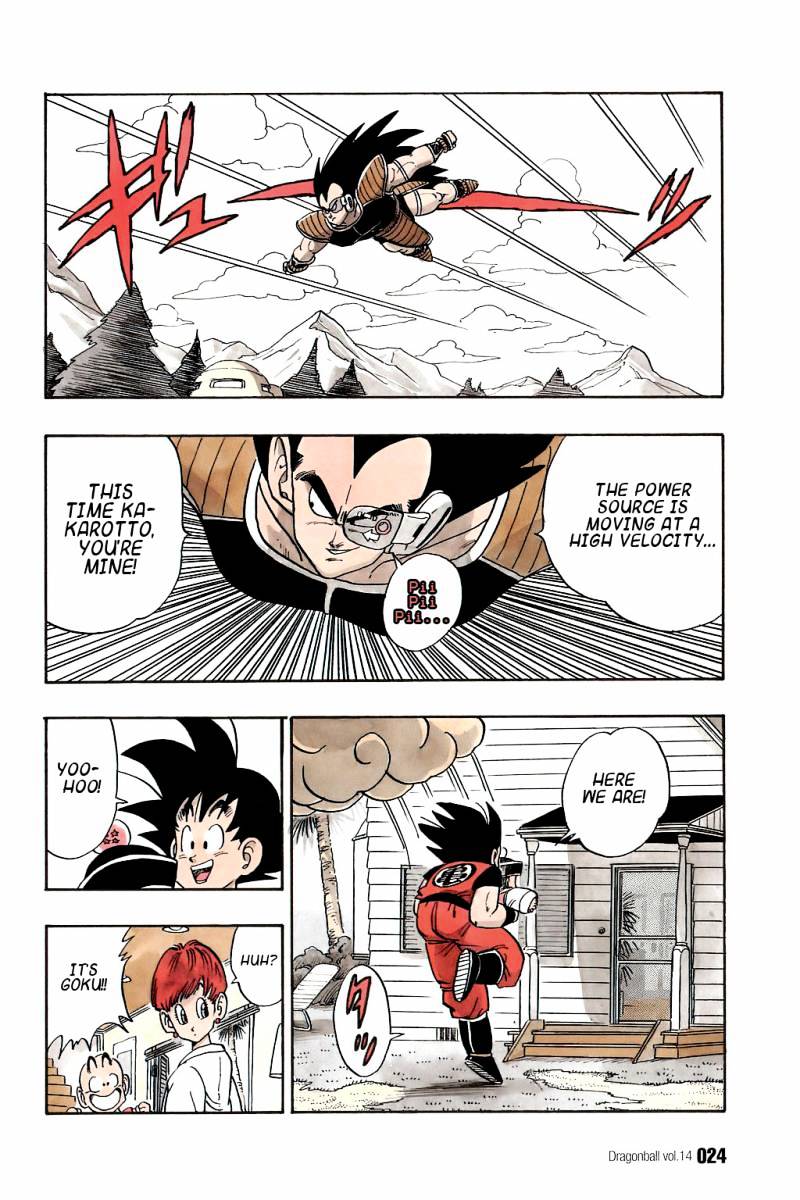 ギュッ
THE POWER
SOURCE IS
MOVING AT A
HIGH VELOCITY...
Pii
Pii
Pii...
THIS
TIME KA-
KAROTTO,
YOU'RE
MINE!
HERE
WE ARE!
タッ
YOO-
HOO!
HUH?
IT'S
GOKU!!
Dragonball vol.14 024